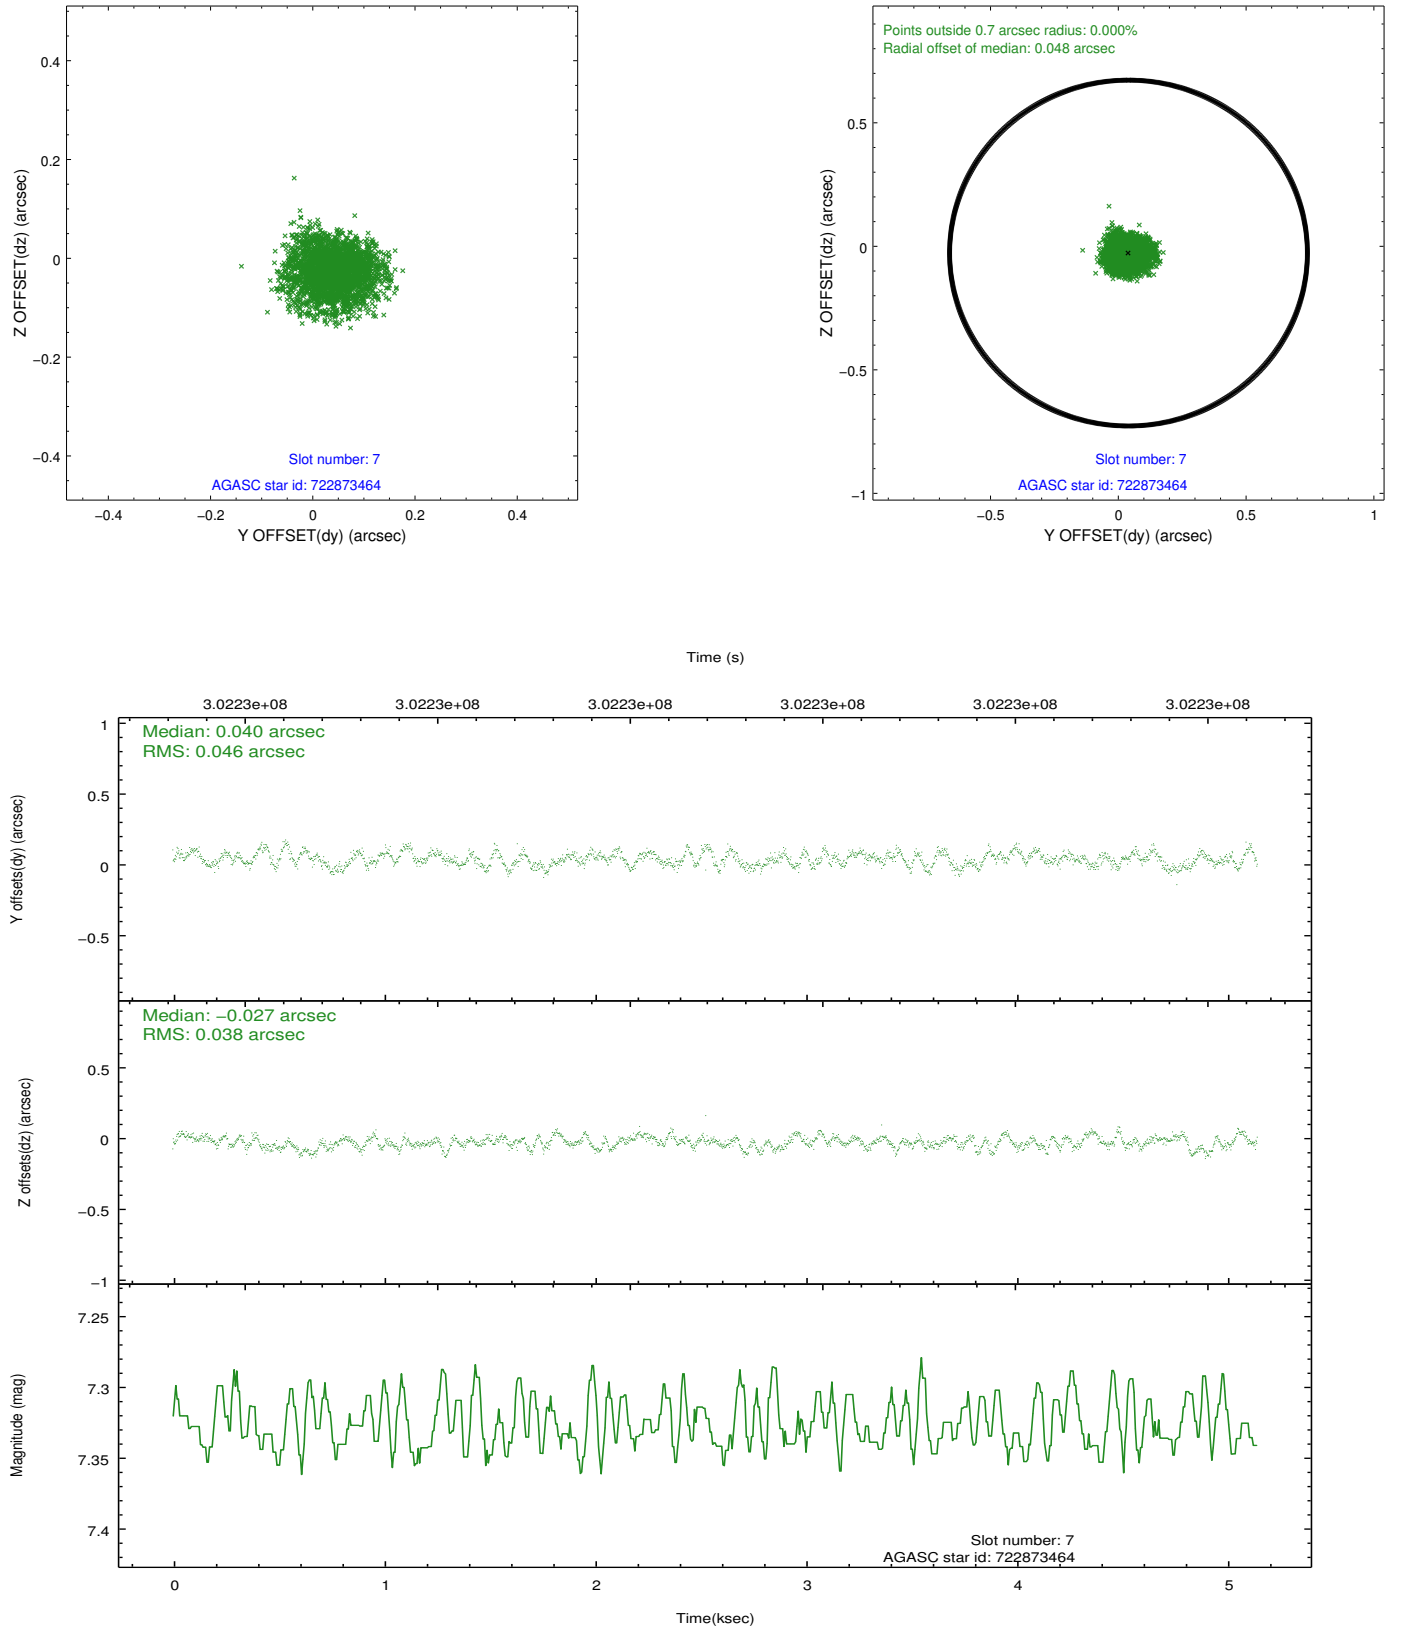 0.4
0.2
0
−0.2
−0.4
Z OFFSET(dz) (arcsec)
Slot number: 7
AGASC star id: 722873464
−0.4 −0.2 0 0.2 0.4
Y OFFSET(dy) (arcsec)
Points outside 0.7 arcsec radius: 0.000%
Radial offset of median: 0.048 arcsec
0.5
0
−0.5
−1
Z OFFSET(dz) (arcsec)
Slot number: 7
AGASC star id: 722873464
−0.5 0 0.5 1
Y OFFSET(dy) (arcsec)
Time (s)
3.0223e+08 3.0223e+08 3.0223e+08 3.0223e+08 3.0223e+08 3.0223e+08
Median: 0.040 arcsec
RMS: 0.046 arcsec
1
0.5
0
−0.5
Y offsets(dy) (arcsec)
Median: −0.027 arcsec
RMS: 0.038 arcsec
0.5
0
−0.5
−1
Z offsets(dz) (arcsec)
7.25
7.3
7.35
7.4
Magnitude (mag)
Slot number: 7
AGASC star id: 722873464
0 1 2 3 4 5
Time(ksec)